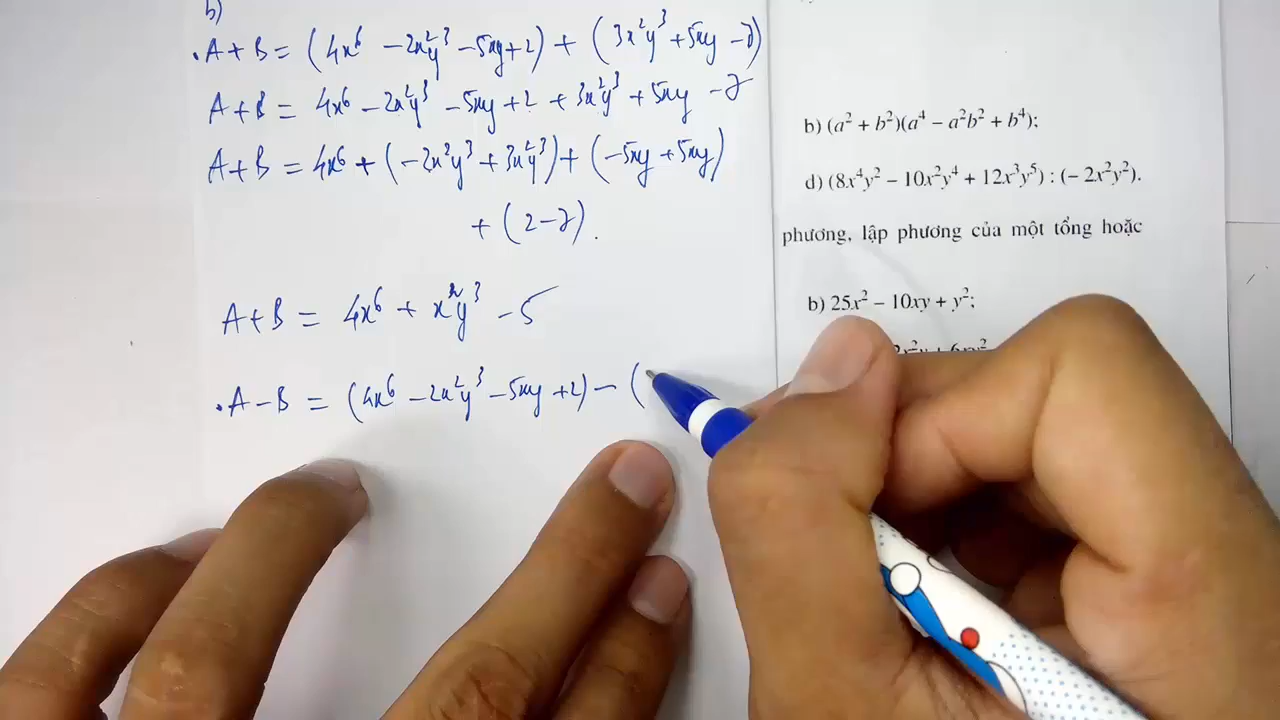 b)
. A + B = (4x⁶ - 2x²y³ - 5xy + 2) + (3x²y³ + 5xy - 7)
A + B = 4x⁶ - 2x²y³ - 5xy + 2 + 3x²y³ + 5xy - 7
A + B = 4x⁶ + (-2x²y³ + 3x²y³) + (-5xy + 5xy)
+ (2 - 7).
A + B = 4x⁶ + x²y³ - 5
. A - B = (4x⁶ - 2x²y³ - 5xy + 2) - (
b) (a² + b²)(a⁴ – a²b² + b⁴);
d) (8x⁴y² – 10x²y⁴ + 12x³y⁵) : (– 2x²y²).
phương, lập phương của một tổng hoặc
b) 25x² – 10xy + y²;